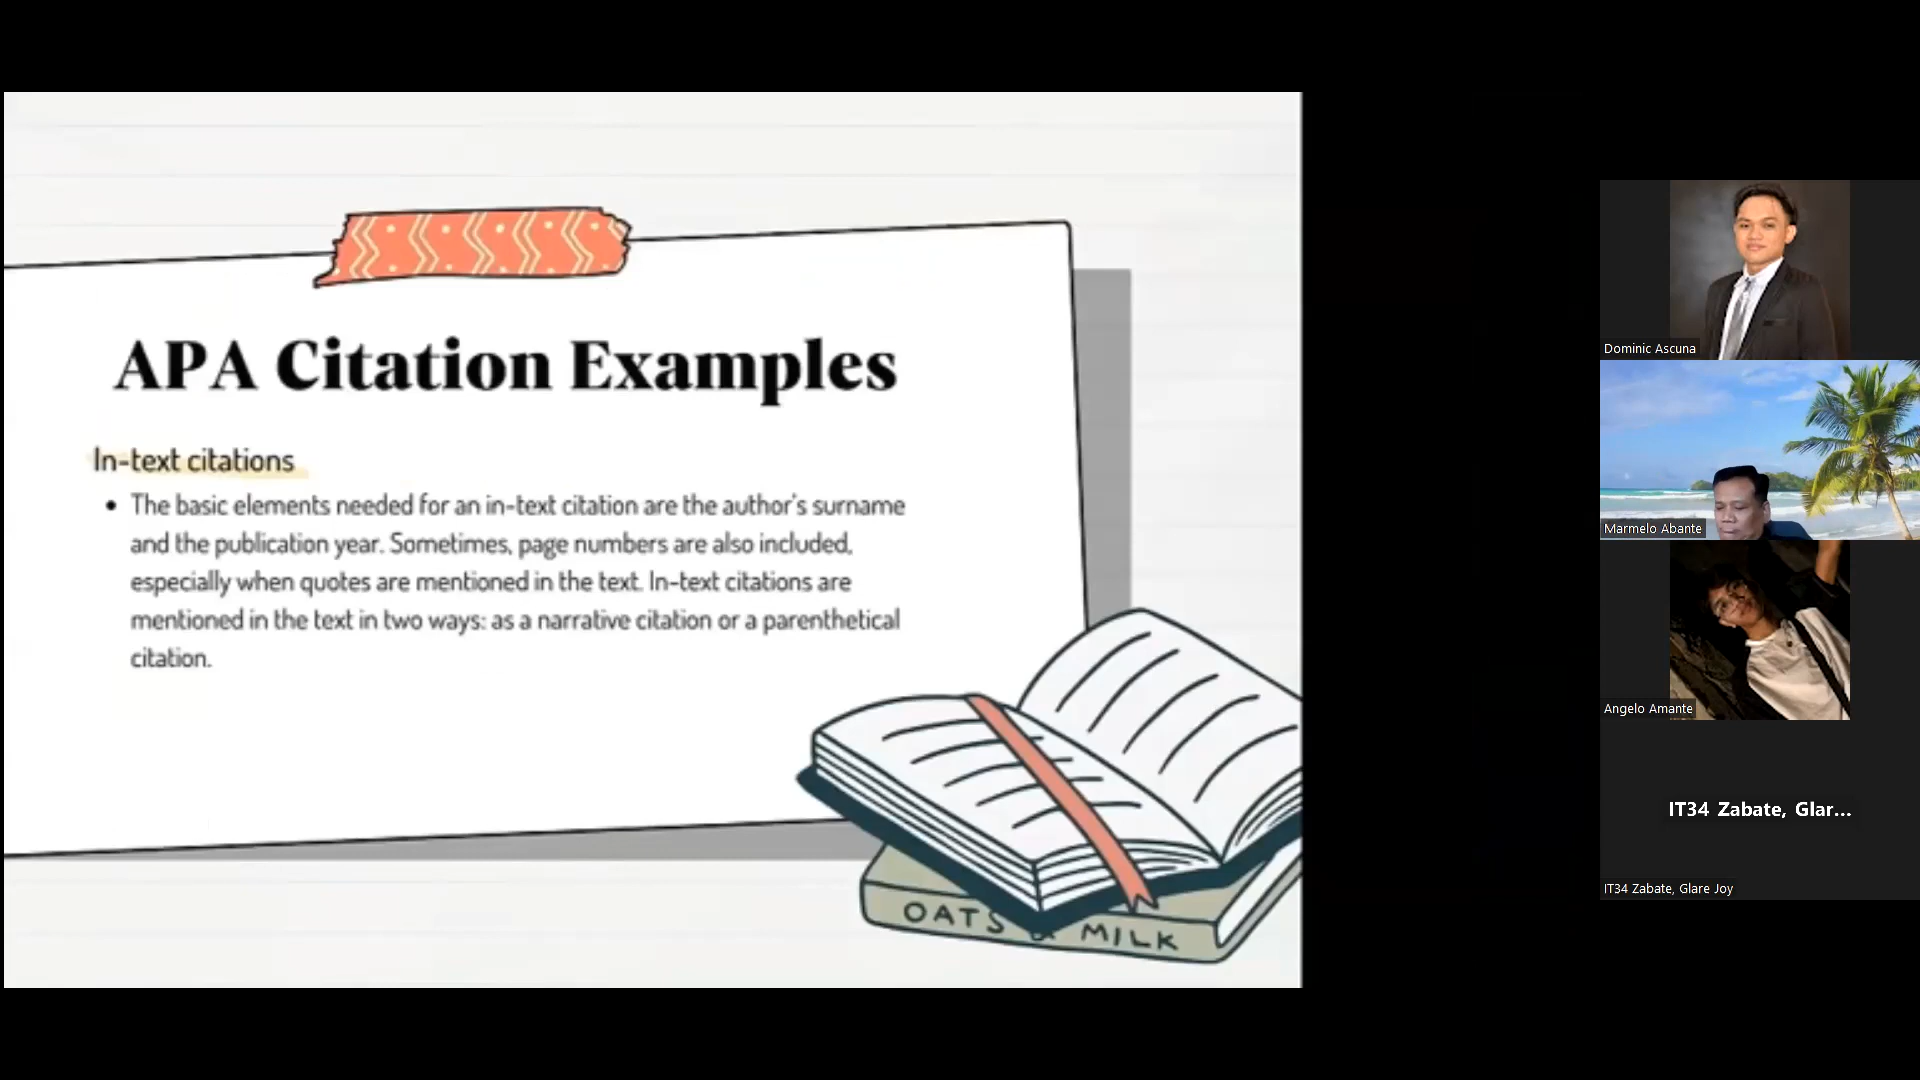 APA Citation Examples
In-text citations
• The basic elements needed for an in-text citation are the author's surname
and the publication year. Sometimes, page numbers are also included,
especially when quotes are mentioned in the text. In-text citations are
mentioned in the text in two ways: as a narrative citation or a parenthetical
citation.
OATS & MILK
Dominic Ascuna
Marmelo Abante
Angelo Amante
IT34 Zabate, Glar...
IT34 Zabate, Glare Joy